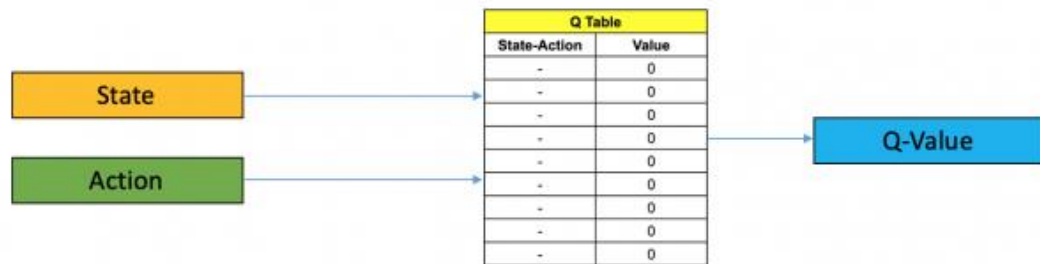 Q Table
State-Action Value
- 0
- 0
State
- 0
- 0
Q-Value
- 0
Action
- 0
- 0
- 0
- 0